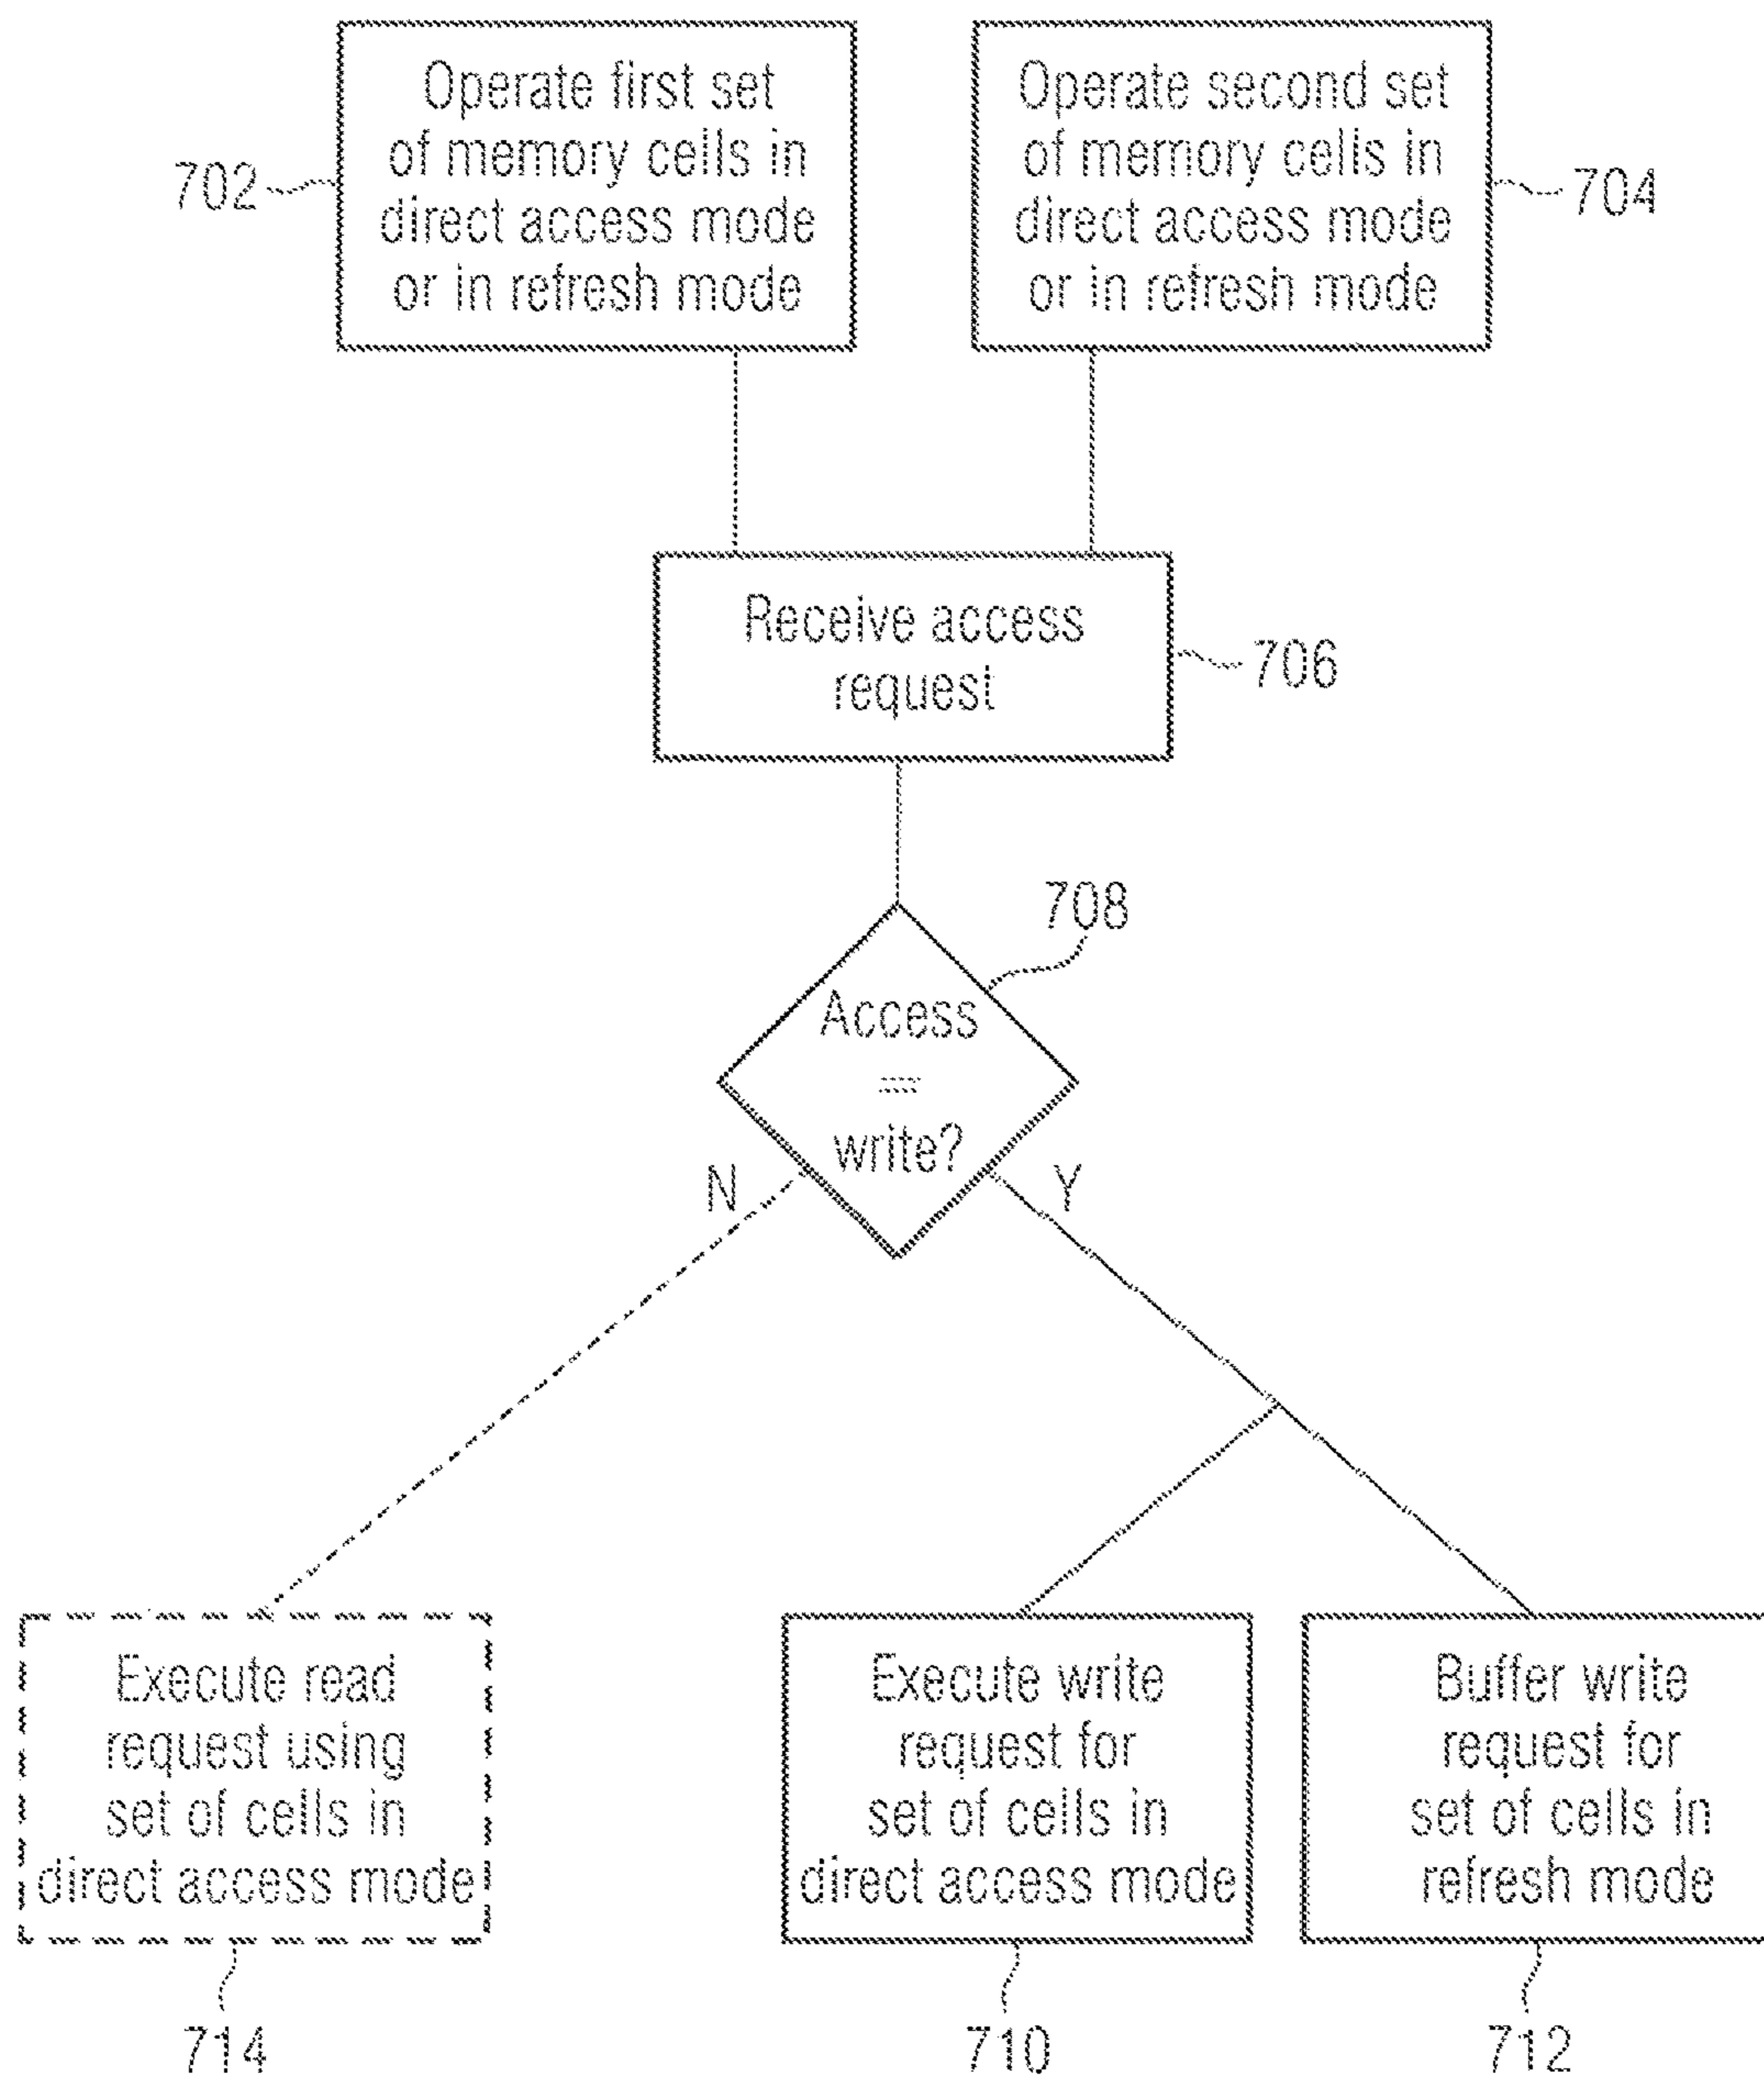 Operate first set
of memory cells in
direct access mode
or in refresh mode
702
Operate second set
of memory cells in
direct access mode
or in refresh mode
704
Receive access
request
706
708
Access
==
write?
N
Y
Execute read
request using
set of cells in
direct access mode
714
Execute write
request for
set of cells in
direct access mode
710
Buffer write
request for
set of cells in
refresh mode
712